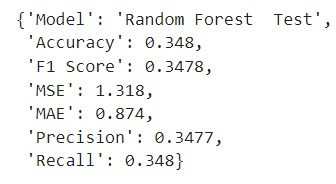 {'Model': 'Random Forest  Test',
'Accuracy': 0.348,
'F1 Score': 0.3478,
'MSE': 1.318,
'MAE': 0.874,
'Precision': 0.3477,
'Recall': 0.348}